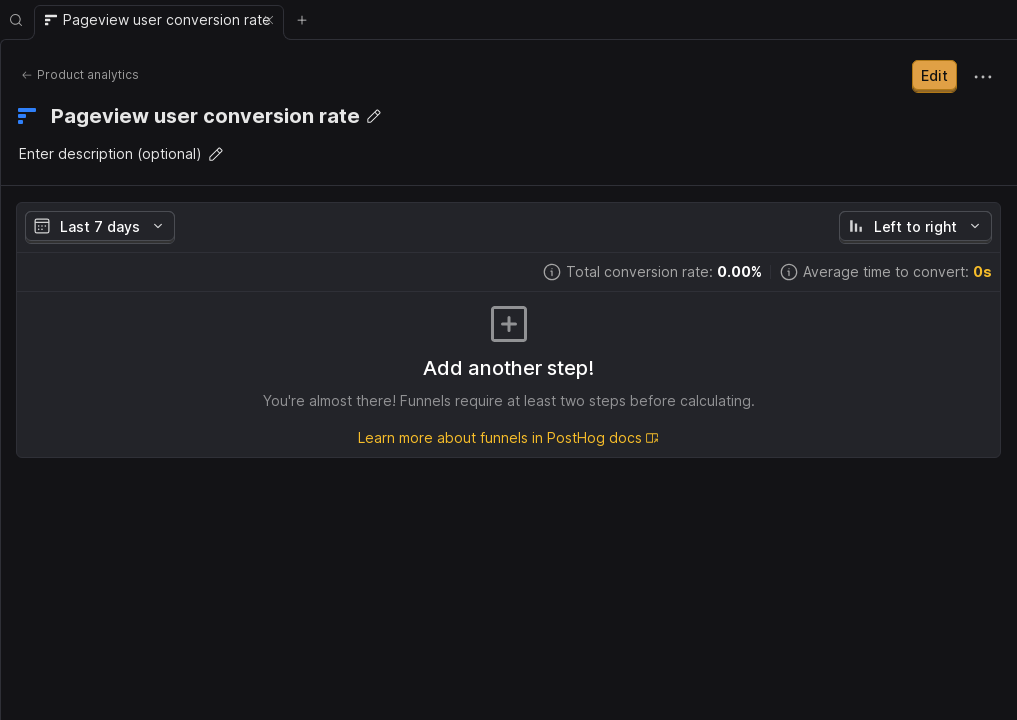 Pageview user conversion rate
Product analytics
Edit
Pageview user conversion rate
Enter description (optional)
Last 7 days
Left to right
Total conversion rate: 0.00%
Average time to convert: 0s
Add another step!
You're almost there! Funnels require at least two steps before calculating.
Learn more about funnels in PostHog docs